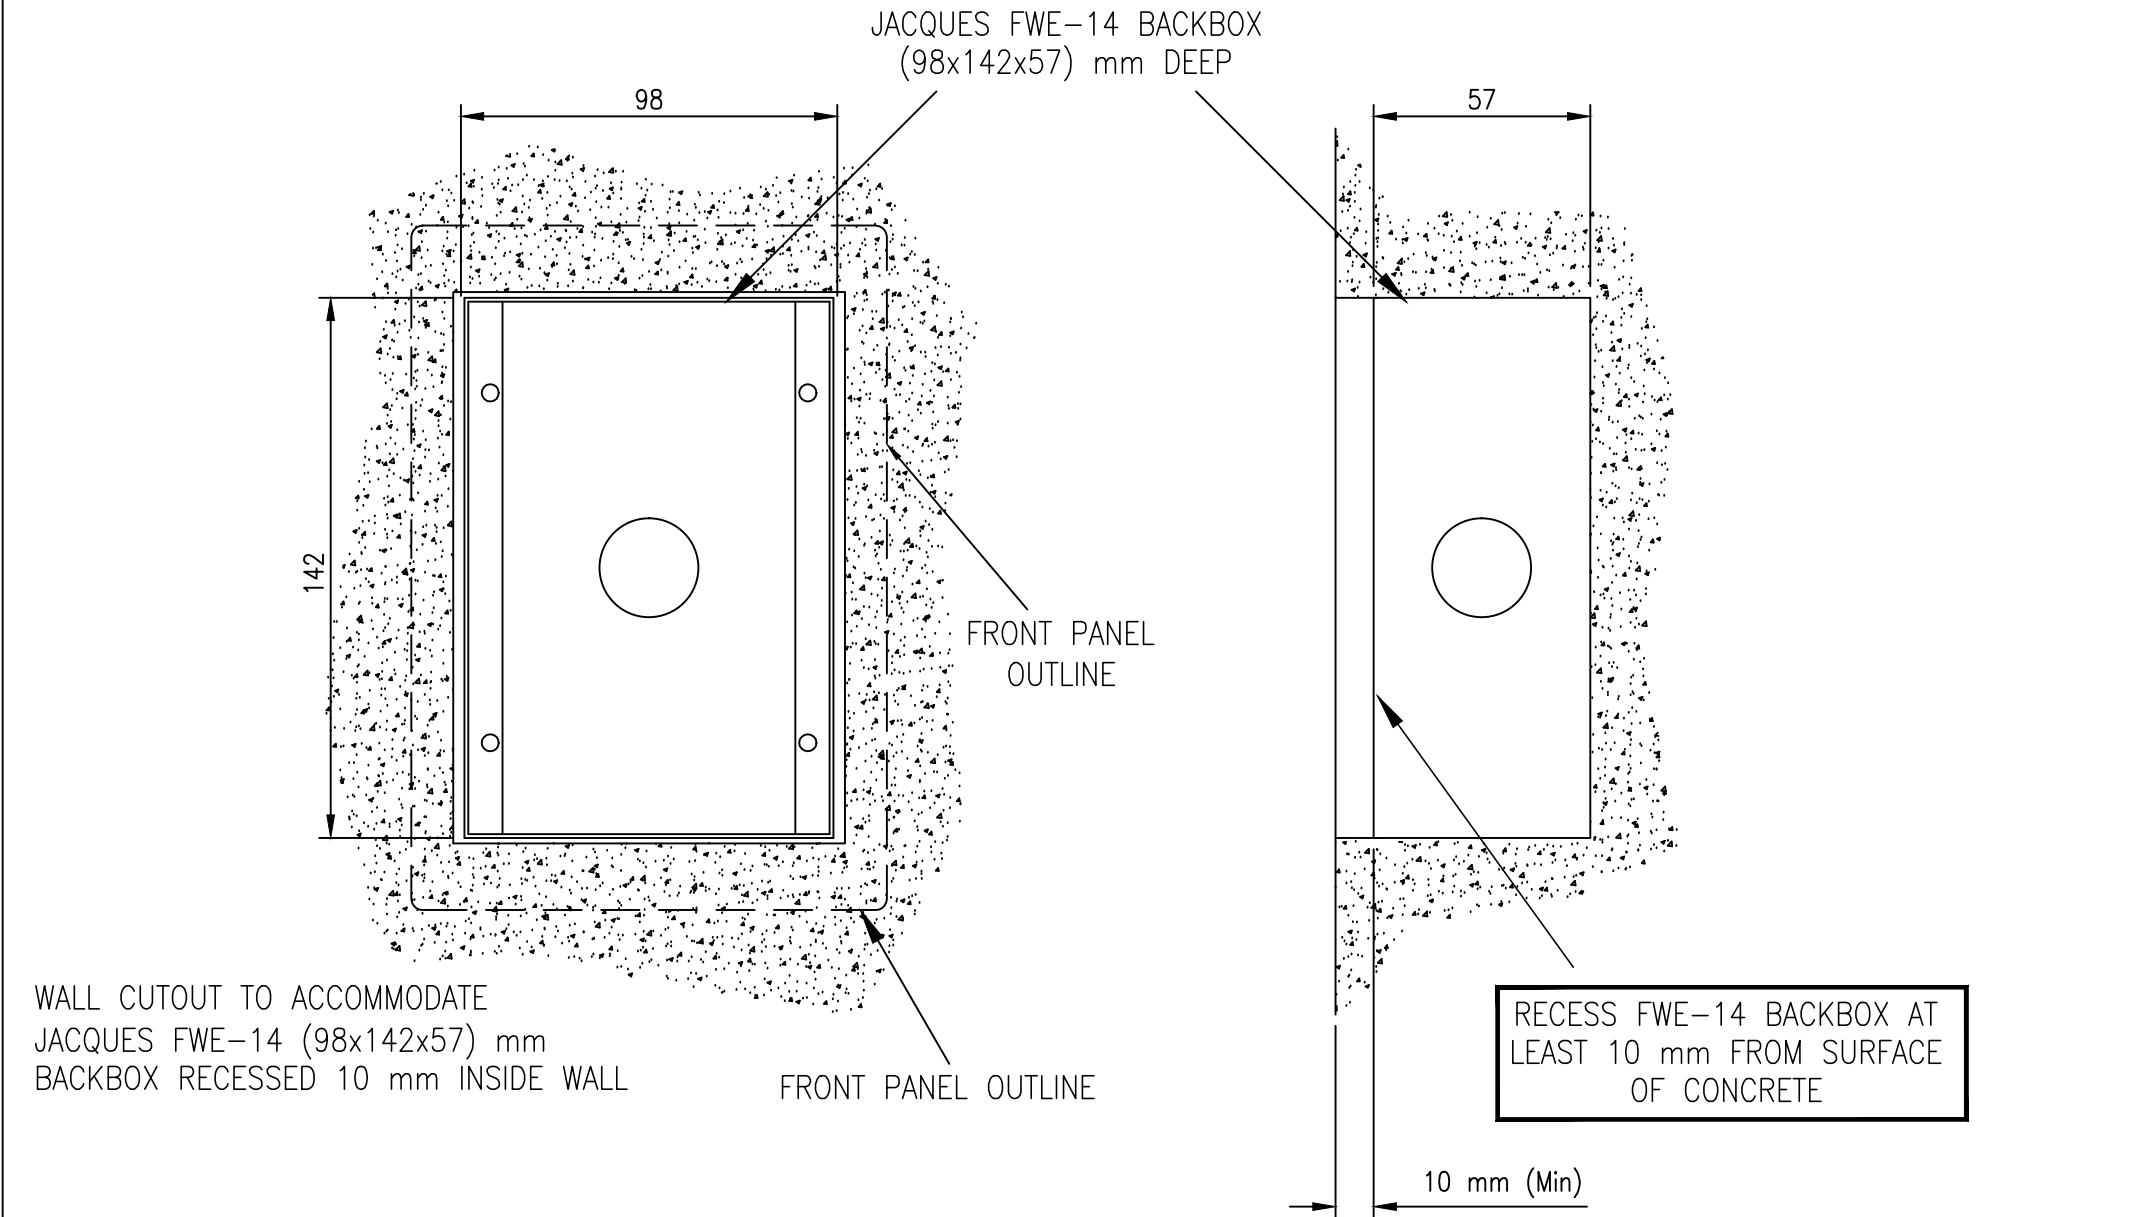 JACQUES FWE-14 BACKBOX
(98x142x57) mm DEEP
98
57
142
FRONT PANEL
OUTLINE
WALL CUTOUT TO ACCOMMODATE
JACQUES FWE-14 (98x142x57) mm
BACKBOX RECESSED 10 mm INSIDE WALL
FRONT PANEL OUTLINE
RECESS FWE-14 BACKBOX AT
LEAST 10 mm FROM SURFACE
OF CONCRETE
10 mm (Min)